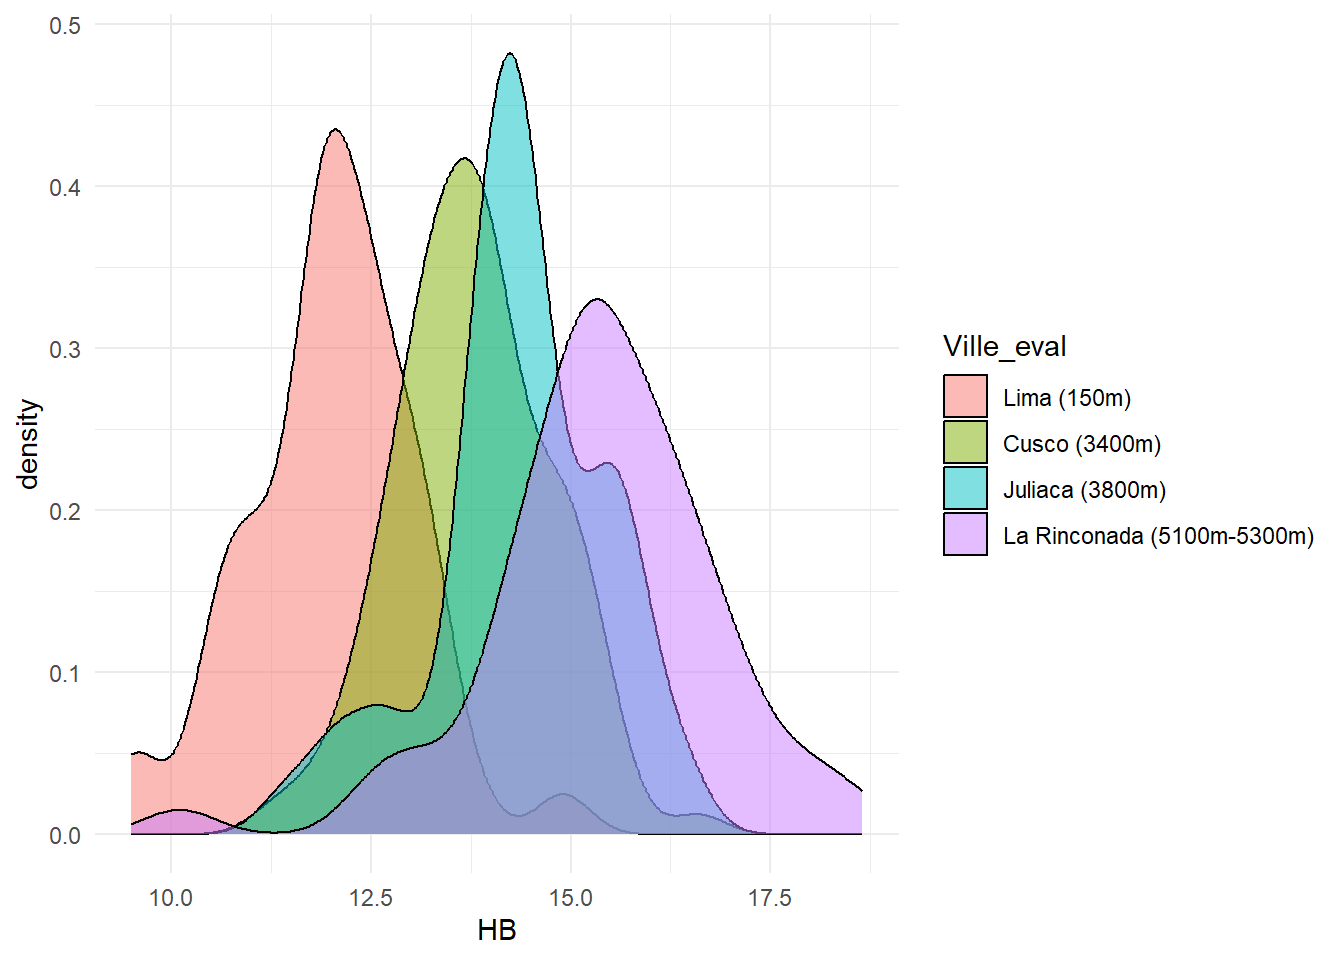 0.5
0.4
0.3
0.2
0.1
0.0
density
10.0
12.5
15.0
17.5
HB
Ville_eval
Lima (150m)
Cusco (3400m)
Juliaca (3800m)
La Rinconada (5100m-5300m)